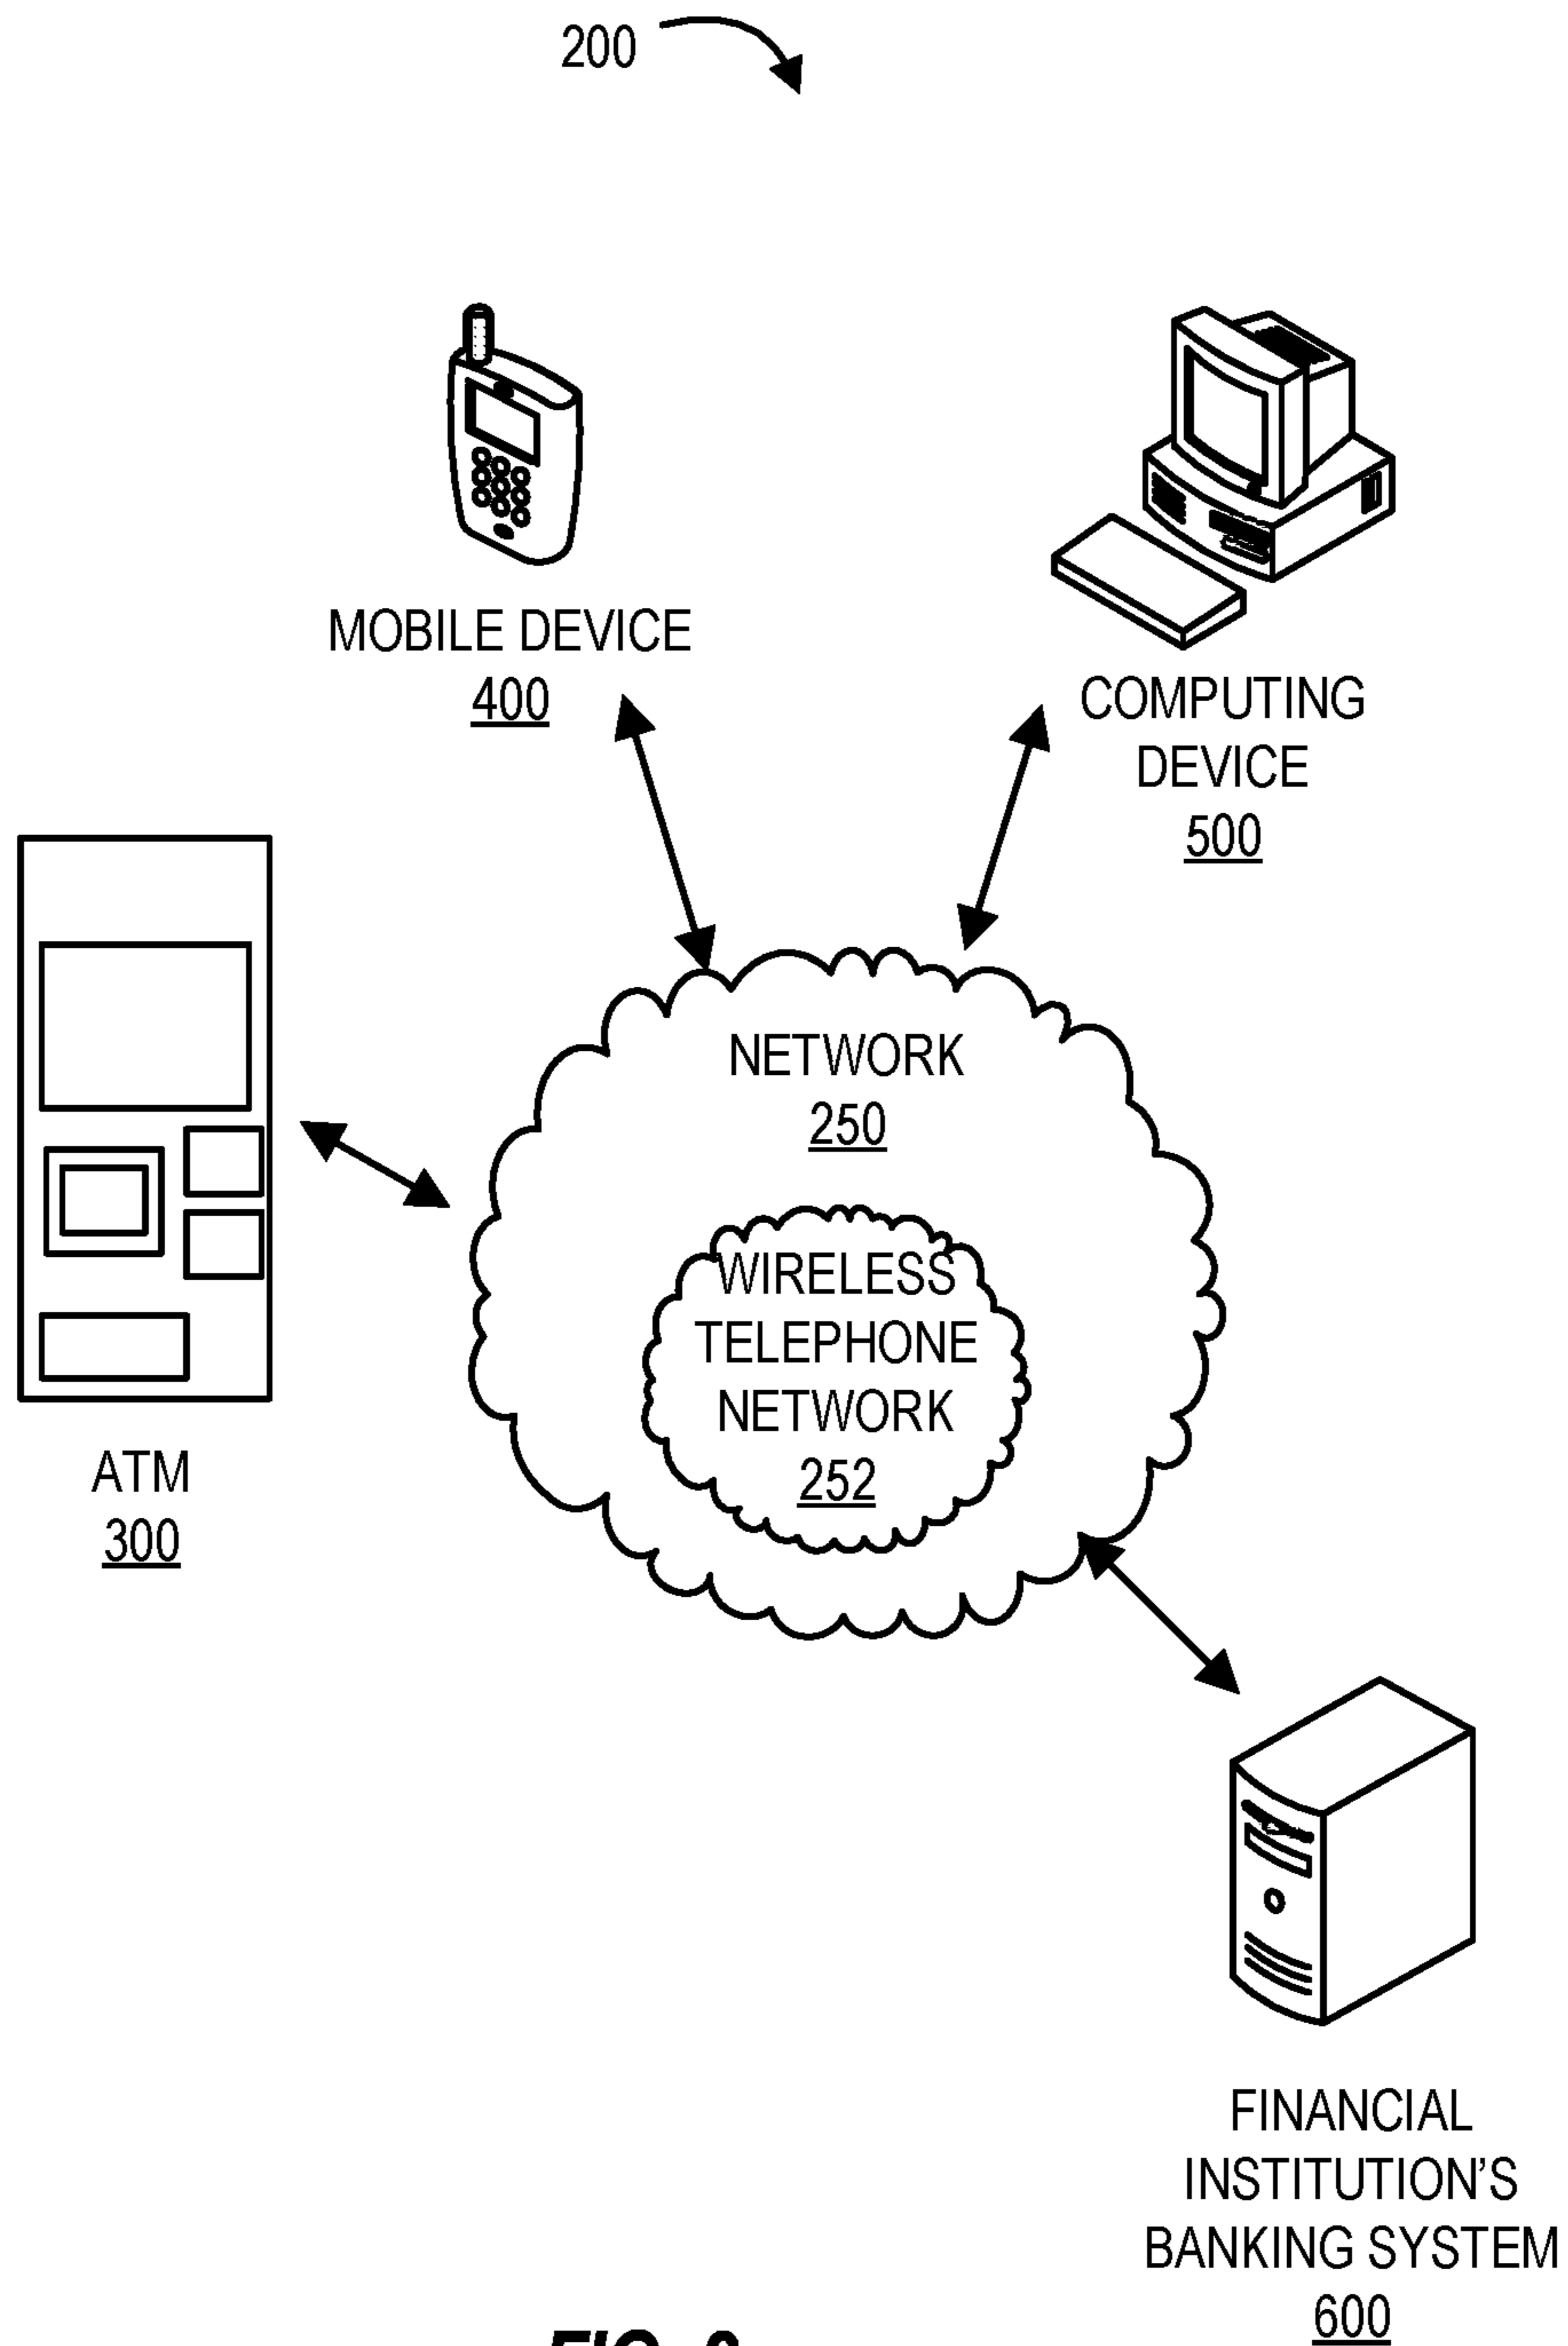 200
MOBILE DEVICE
400
COMPUTING
DEVICE
500
NETWORK
250
WIRELESS
TELEPHONE
NETWORK
252
ATM
300
FINANCIAL
INSTITUTION'S
BANKING SYSTEM
600